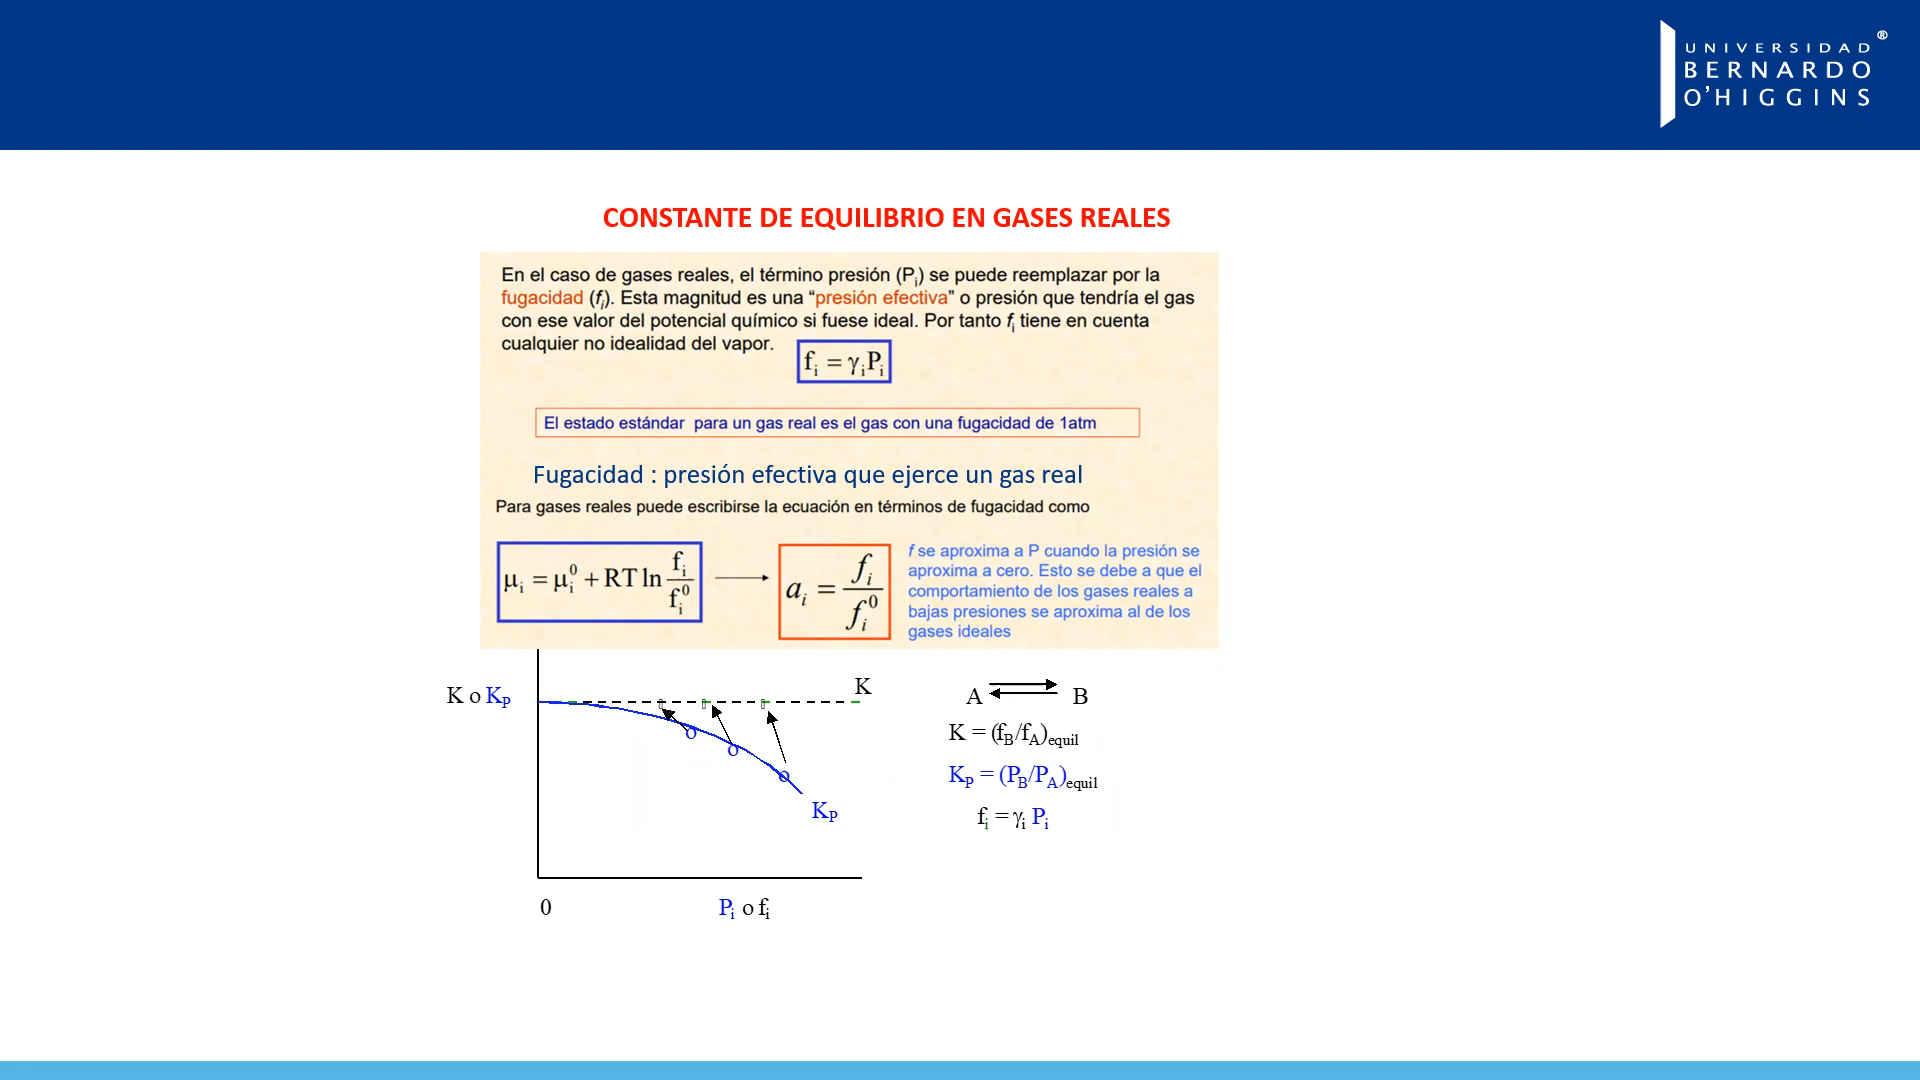 UNIVERSIDAD ®
BERNARDO
O'HIGGINS
CONSTANTE DE EQUILIBRIO EN GASES REALES
En el caso de gases reales, el término presión (Pi) se puede reemplazar por la
fugacidad (fi). Esta magnitud es una “presión efectiva” o presión que tendría el gas
con ese valor del potencial químico si fuese ideal. Por tanto fi tiene en cuenta
cualquier no idealidad del vapor.
fi = γiPi
El estado estándar para un gas real es el gas con una fugacidad de 1atm
Fugacidad : presión efectiva que ejerce un gas real
Para gases reales puede escribirse la ecuación en términos de fugacidad como
μi = μi0 + RT ln fi/fi0
ai = fi/fi0
f se aproxima a P cuando la presión se
aproxima a cero. Esto se debe a que el
comportamiento de los gases reales a
bajas presiones se aproxima al de los
gases ideales
K o KP
K
KP
0
Pi o fi
A B
K = (fB/fA)equil
KP = (PB/PA)equil
fi = γi Pi